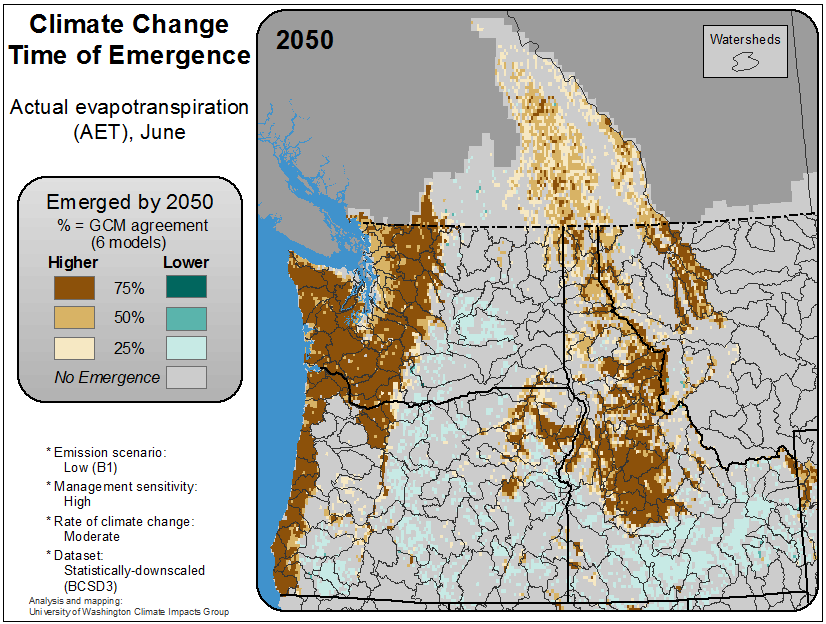 Climate Change
Time of Emergence
Actual evapotranspiration
(AET), June
Emerged by 2050
% = GCM agreement
(6 models)
Higher Lower
75%
50%
25%
No Emergence
* Emission scenario:
Low (B1)
* Management sensitivity:
High
* Rate of climate change:
Moderate
* Dataset:
Statistically-downscaled
(BCSD3)
Analysis and mapping:
University of Washington Climate Impacts Group
2050
Watersheds